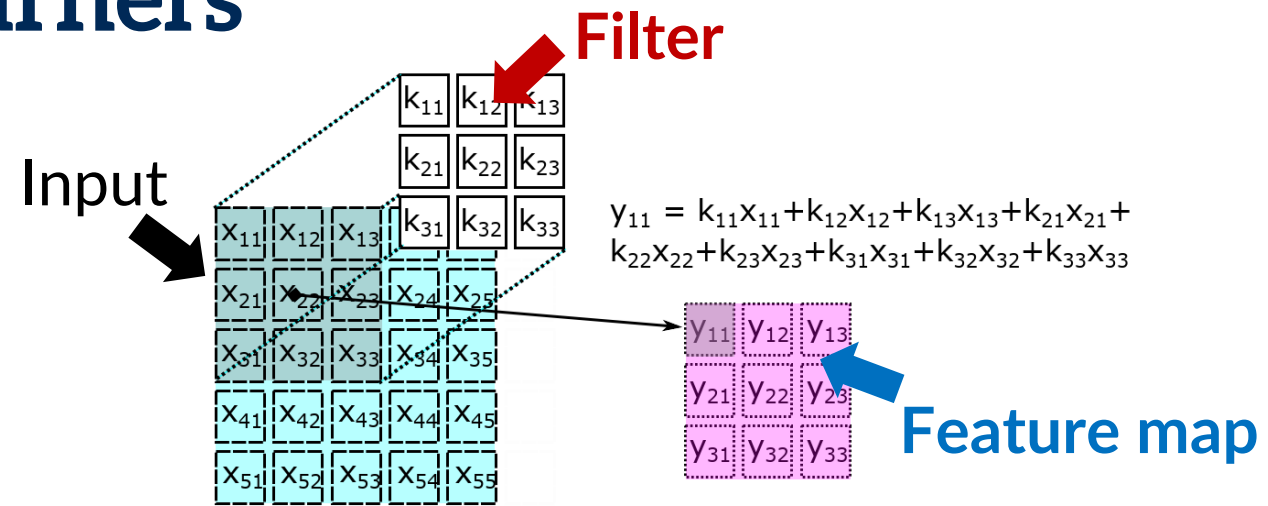 Filter
k₁₁ k₁₂ k₁₃
k₂₁ k₂₂ k₂₃
k₃₁ k₃₂ k₃₃
Input
x₁₁ x₁₂ x₁₃
x₂₁ x₂₂ x₂₃ x₂₄ x₂₅
x₃₁ x₃₂ x₃₃ x₃₄ x₃₅
x₄₁ x₄₂ x₄₃ x₄₄ x₄₅
x₅₁ x₅₂ x₅₃ x₅₄ x₅₅
y₁₁ = k₁₁x₁₁+k₁₂x₁₂+k₁₃x₁₃+k₂₁x₂₁+
k₂₂x₂₂+k₂₃x₂₃+k₃₁x₃₁+k₃₂x₃₂+k₃₃x₃₃
y₁₁ y₁₂ y₁₃
y₂₁ y₂₂ y₂₃
y₃₁ y₃₂ y₃₃
Feature map